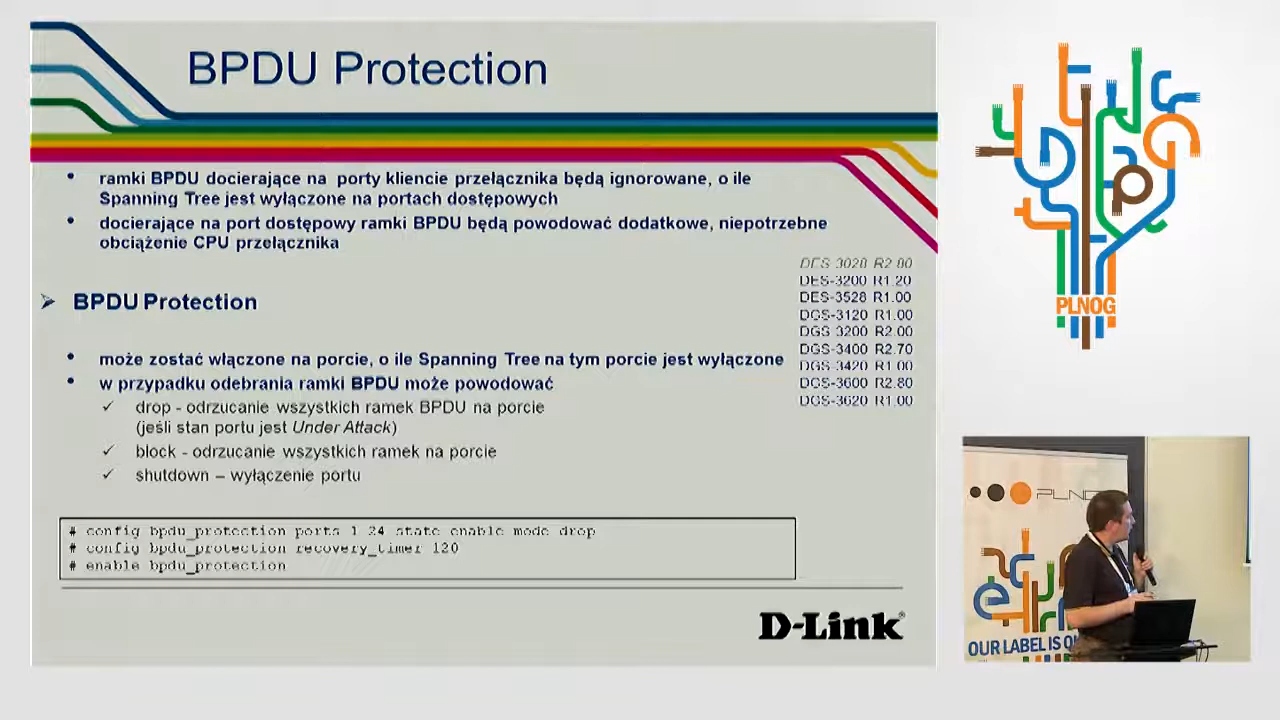 BPDU Protection
ramki BPDU docierające na porty kliencie przełącznika będą ignorowane, o ile
Spanning Tree jest wyłączone na portach dostępowych
docierające na port dostępowy ramki BPDU będą powodować dodatkowe, niepotrzebne
obciążenie CPU przełącznika
DES-3028 R2.80
DES-3200 R1.20
DES-3528 R1.00
DGS-3120 R1.00
DGS-3200 R2.00
DGS-3400 R2.70
DGS-3420 R1.00
DGS-3600 R2.80
DGS-3620 R1.00
BPDU Protection
może zostać włączone na porcie, o ile Spanning Tree na tym porcie jest wyłączone
w przypadku odebrania ramki BPDU może powodować
drop - odrzucanie wszystkich ramek BPDU na porcie
(jeśli stan portu jest Under Attack)
block - odrzucanie wszystkich ramek na porcie
shutdown – wyłączenie portu
# config bpdu_protection ports 1-24 state enable mode drop
# config bpdu_protection recovery_timer 120
# enable bpdu_protection
D-Link
PLNOG
OUR LABEL IS